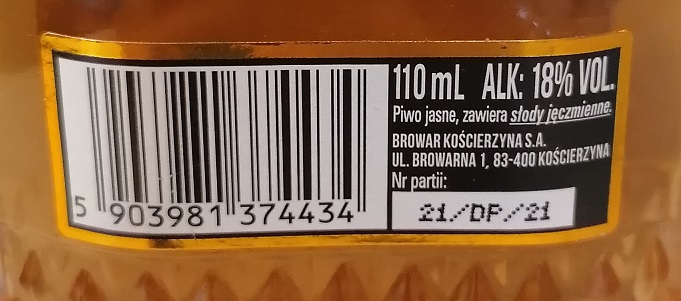 110 mL ALK: 18% VOL.
Piwo jasne, zawiera słody jęczmienne.
BROWAR KOŚCIERZYNA S.A.
UL. BROWARNA 1, 83-400 KOŚCIERZYNA
Nr partii:
21/DF/21
5 903981 374434